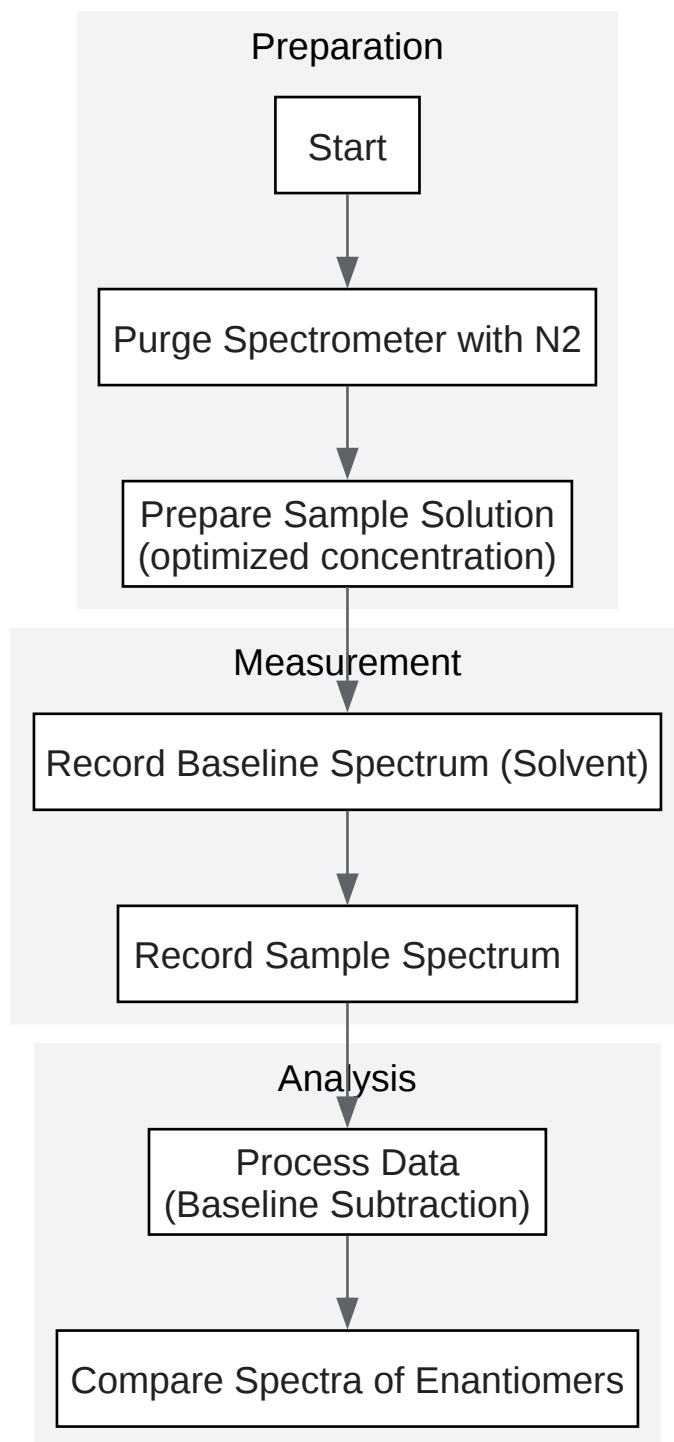 Preparation
Start
Purge Spectrometer with N2
Prepare Sample Solution
(optimized concentration)
Measurement
Record Baseline Spectrum (Solvent)
Record Sample Spectrum
Analysis
Process Data
(Baseline Subtraction)
Compare Spectra of Enantiomers